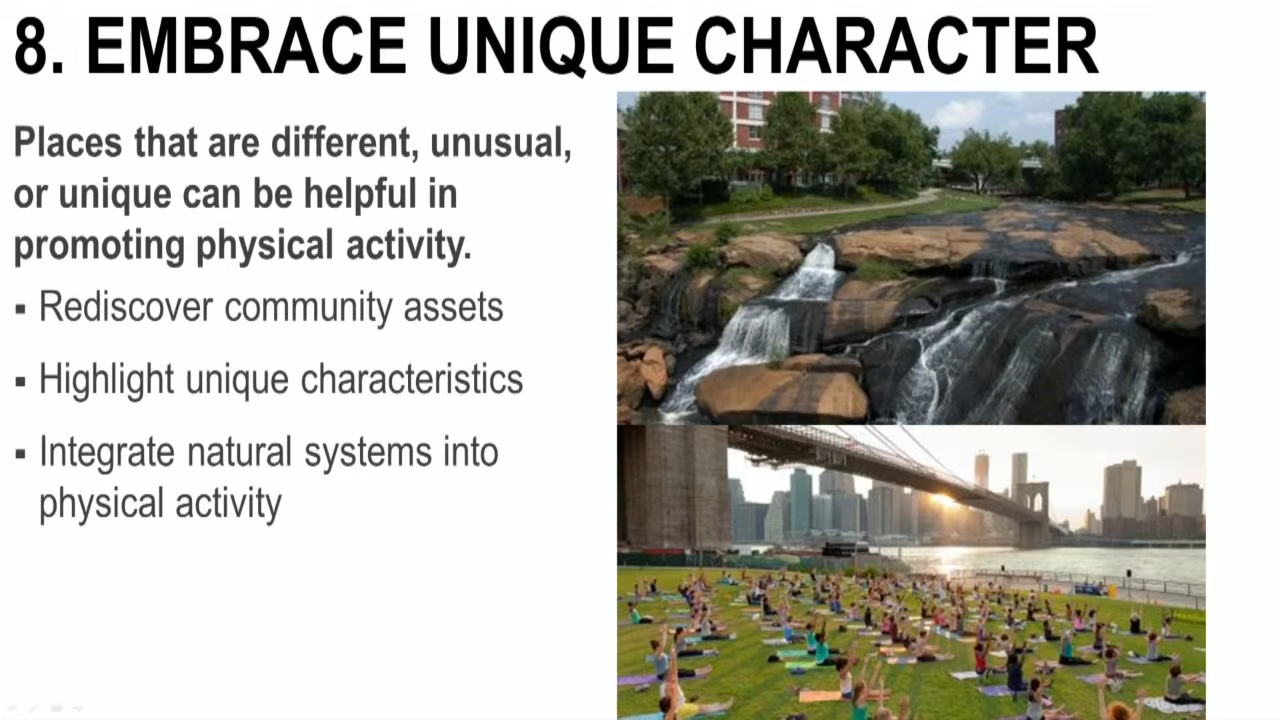 8. EMBRACE UNIQUE CHARACTER
Places that are different, unusual,
or unique can be helpful in
promoting physical activity.
▪ Rediscover community assets
▪ Highlight unique characteristics
▪ Integrate natural systems into
physical activity